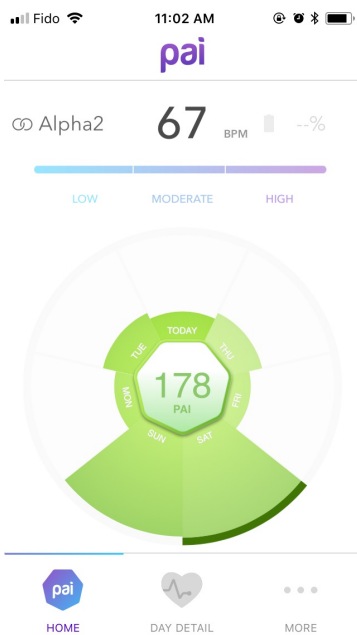 Fido 11:02 AM
pai
Alpha2 67 BPM --%
LOW MODERATE HIGH
TODAY
TUE THU
MON FRI
178
PAI
SUN SAT
pai
HOME DAY DETAIL MORE